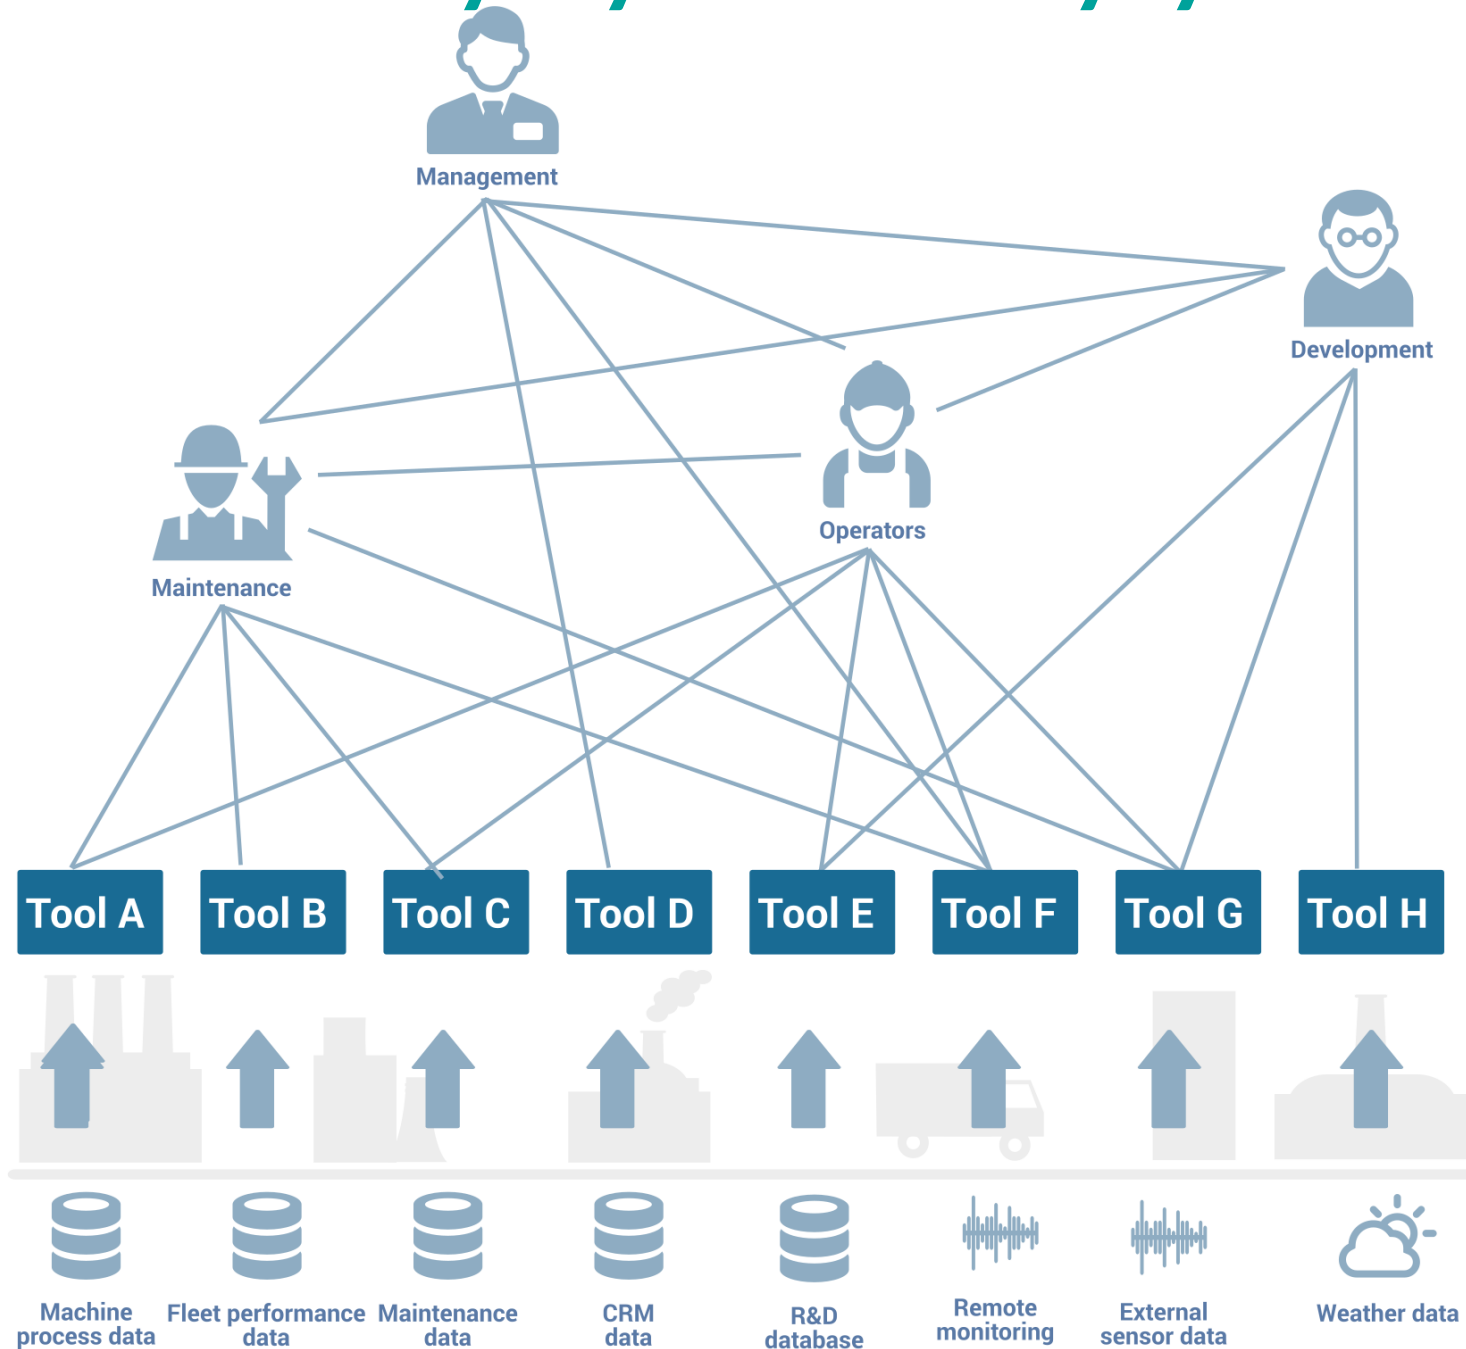 Management
Development
Operators
Maintenance
Tool A
Tool B
Tool C
Tool D
Tool E
Tool F
Tool G
Tool H
Machine
process data
Fleet performance
data
Maintenance
data
CRM
data
R&D
database
Remote
monitoring
External
sensor data
Weather data